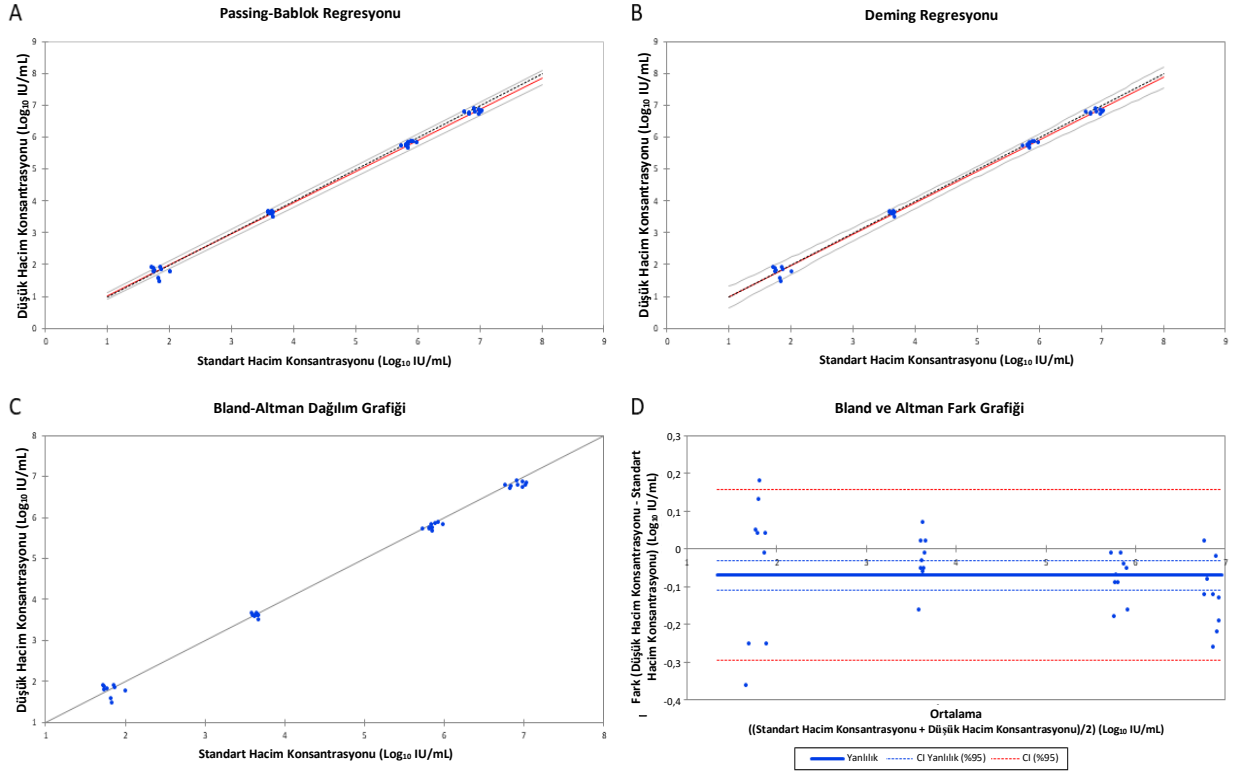 A
Passing-Bablok Regresyonu
Düşük Hacim Konsantrasyonu (Log₁₀ IU/mL)
9
8
7
6
5
4
3
2
1
0
0 1 2 3 4 5 6 7 8 9
Standart Hacim Konsantrasyonu (Log₁₀ IU/mL)
B
Deming Regresyonu
Düşük Hacim Konsantrasyonu (Log₁₀ IU/mL)
9
8
7
6
5
4
3
2
1
0
0 1 2 3 4 5 6 7 8 9
Standart Hacim Konsantrasyonu (Log₁₀ IU/mL)
C
Bland-Altman Dağılım Grafiği
Düşük Hacim Konsantrasyonu (Log₁₀ IU/mL)
8
7
6
5
4
3
2
1
1 2 3 4 5 6 7 8
Standart Hacim Konsantrasyonu (Log₁₀ IU/mL)
D
Bland ve Altman Fark Grafiği
Fark (Düşük Hacim Konsantrasyonu - Standart
Hacim Konsantrasyonu) (Log₁₀ IU/mL)
0,3
0,2
0,1
0
-0,1
-0,2
-0,3
-0,4
1 2 3 4 5 6 7
Ortalama
((Standart Hacim Konsantrasyonu + Düşük Hacim Konsantrasyonu)/2) (Log₁₀ IU/mL)
Yanlılık CI Yanlılık (%95) CI (%95)